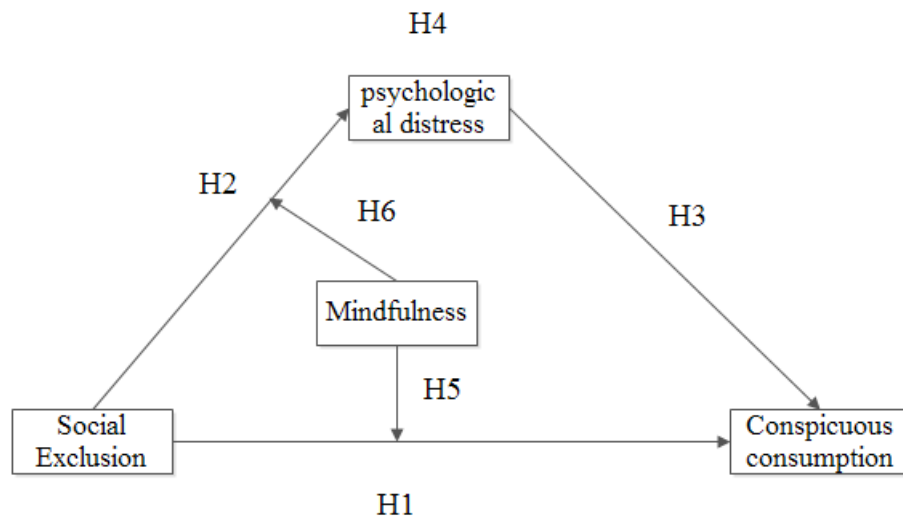 H4
psychologic
al distress
H2
H6
H3
Mindfulness
H5
Social
Exclusion
Conspicuous
consumption
H1